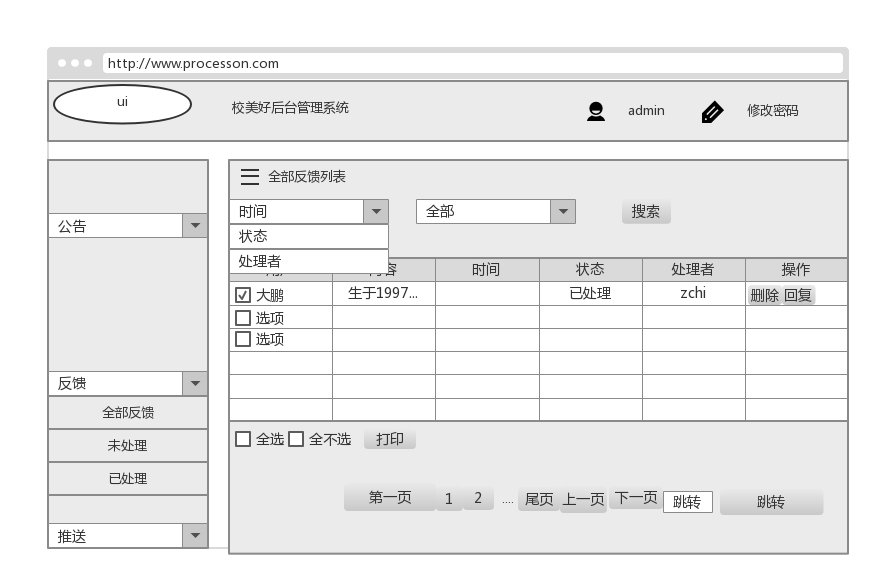 http://www.processon.com
ui
校美好后台管理系统
admin
修改密码
公告
反馈
全部反馈
未处理
已处理
推送
全部反馈列表
时间
全部
搜索
状态
处理者
时间 状态 处理者 操作
大鹏 生于1997... 已处理 zchi 删除 回复
选项
选项
全选 全不选 打印
第一页 1 2 .... 尾页 上一页 下一页 跳转 跳转